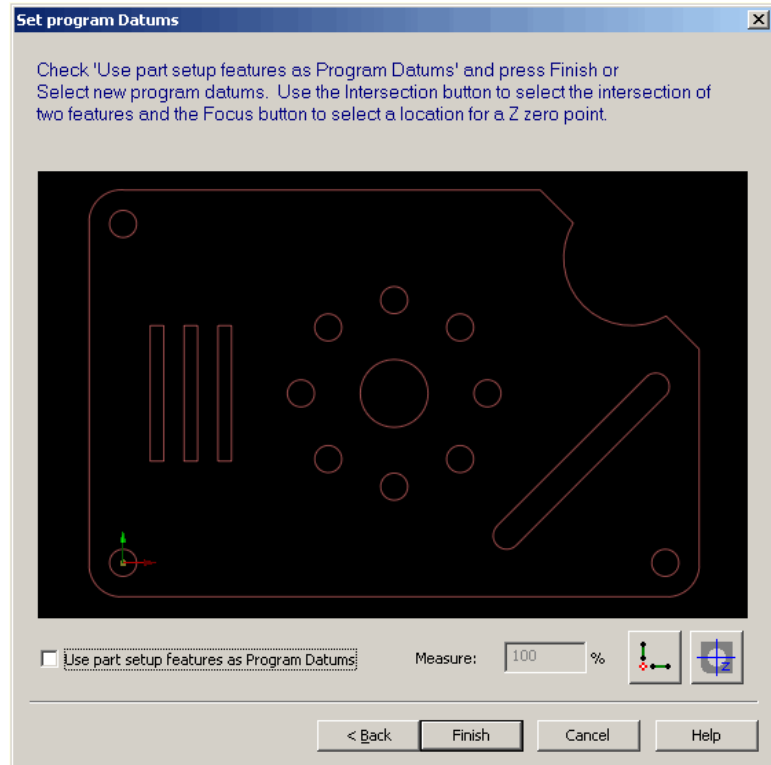 Set program Datums
Check 'Use part setup features as Program Datums' and press Finish or
Select new program datums. Use the Intersection button to select the intersection of
two features and the Focus button to select a location for a Z zero point.
Use part setup features as Program Datums
Measure: 100 %
Z
< Back Finish Cancel Help